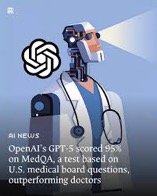 AI NEWS
OpenAI's GPT-5 scored 95%
on MedQA, a test based on
U.S. medical board questions,
outperforming doctors